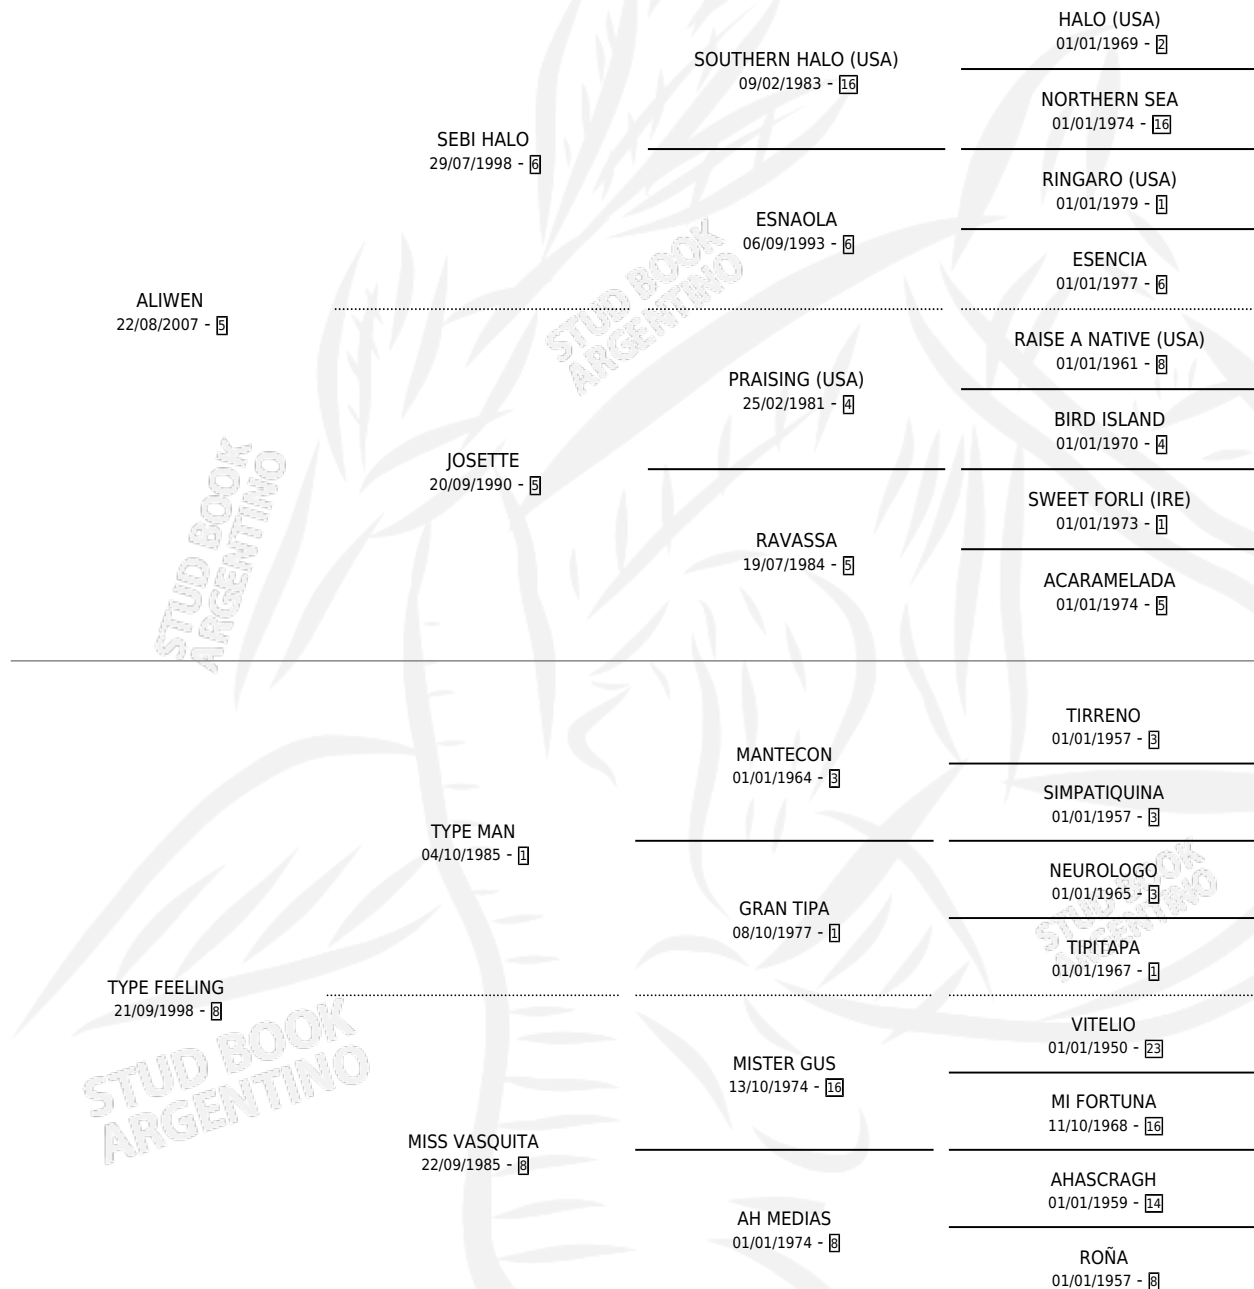 HALO (USA)
01/01/1969 - 2
SOUTHERN HALO (USA)
09/02/1983 - 16
NORTHERN SEA
01/01/1974 - 16
SEBI HALO
29/07/1998 - 6
RINGARO (USA)
01/01/1979 - 1
ESNAOLA
06/09/1993 - 6
ESENCIA
01/01/1977 - 6
ALIWEN
22/08/2007 - 5
RAISE A NATIVE (USA)
01/01/1961 - 8
PRAISING (USA)
25/02/1981 - 4
BIRD ISLAND
01/01/1970 - 4
JOSETTE
20/09/1990 - 5
SWEET FORLI (IRE)
01/01/1973 - 1
RAVASSA
19/07/1984 - 5
ACARAMELADA
01/01/1974 - 5
TIRRENO
01/01/1957 - 3
MANTECON
01/01/1964 - 3
SIMPATIQUINA
01/01/1957 - 3
TYPE MAN
04/10/1985 - 1
NEUROLOGO
01/01/1965 - 3
GRAN TIPA
08/10/1977 - 1
TIPITAPA
01/01/1967 - 1
TYPE FEELING
21/09/1998 - 8
VITELIO
01/01/1950 - 23
MISTER GUS
13/10/1974 - 16
MI FORTUNA
11/10/1968 - 16
MISS VASQUITA
22/09/1985 - 8
AHASCRAGH
01/01/1959 - 14
AH MEDIAS
01/01/1974 - 8
ROÑA
01/01/1957 - 8
STUD BOOK
ARGENTINO
STUD BOOK
ARGENTINO
STUD BOOK
ARGENTINO
STUD BOOK
ARGENTINO